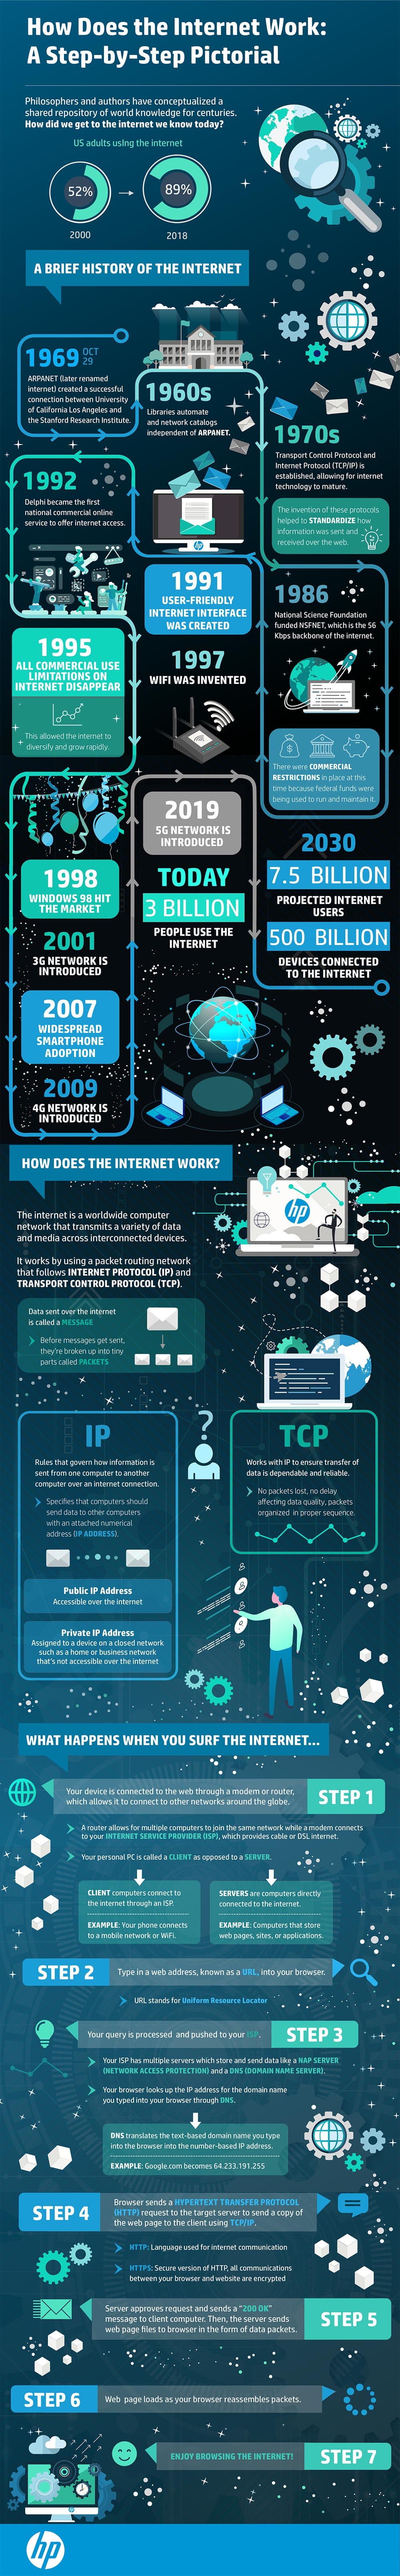 How Does the Internet Work:
A Step-by-Step Pictorial
Philosophers and authors have conceptualized a
shared repository of world knowledge for centuries.
How did we get to the internet we know today?
US adults using the internet
52%
89%
2000
2018
A BRIEF HISTORY OF THE INTERNET
1969 OCT 29
ARPANET (later renamed
internet) created a successful
connection between University
of California Los Angeles and
the Stanford Research Institute.
1960s
Libraries automate
and network catalogs
independent of ARPANET.
1970s
Transport Control Protocol and
Internet Protocol (TCP/IP) is
established, allowing for internet
technology to mature.
The invention of these protocols
helped to STANDARDIZE how
information was sent and
received over the web.
1992
Delphi became the first
national commercial online
service to offer internet access.
hp
1991
USER-FRIENDLY
INTERNET INTERFACE
WAS CREATED
1986
National Science Foundation
funded NSFNET, which is the 56
Kbps backbone of the internet.
1995
ALL COMMERCIAL USE
LIMITATIONS ON
INTERNET DISAPPEAR
This allowed the internet to
diversify and grow rapidly.
1997
WIFI WAS INVENTED
There were COMMERCIAL
RESTRICTIONS in place at this
time because federal funds were
being used to run and maintain it.
2019
5G NETWORK IS
INTRODUCED
1998
WINDOWS 98 HIT
THE MARKET
2001
3G NETWORK IS
INTRODUCED
2007
WIDESPREAD
SMARTPHONE
ADOPTION
2009
4G NETWORK IS
INTRODUCED
TODAY
3 BILLION
PEOPLE USE THE
INTERNET
2030
7.5 BILLION
PROJECTED INTERNET
USERS
500 BILLION
DEVICES CONNECTED
TO THE INTERNET
HOW DOES THE INTERNET WORK?
hp
The internet is a worldwide computer
network that transmits a variety of data
and media across interconnected devices.
It works by using a packet routing network
that follows INTERNET PROTOCOL (IP) and
TRANSPORT CONTROL PROTOCOL (TCP).
Data sent over the internet
is called a MESSAGE
Before messages get sent,
they're broken up into tiny
parts called PACKETS
IP
Rules that govern how information is
sent from one computer to another
computer over an internet connection.
Specifies that computers should
send data to other computers
with an attached numerical
address (IP ADDRESS).
Public IP Address
Accessible over the internet
Private IP Address
Assigned to a device on a closed network
such as a home or business network
that's not accessible over the internet
?
TCP
Works with IP to ensure transfer of
data is dependable and reliable.
No packets lost, no delay
affecting data quality, packets
organized in proper sequence.
WHAT HAPPENS WHEN YOU SURF THE INTERNET...
Your device is connected to the web through a modem or router,
which allows it to connect to other networks around the globe.
STEP 1
A router allows for multiple computers to join the same network while a modem connects
to your INTERNET SERVICE PROVIDER (ISP), which provides cable or DSL internet.
Your personal PC is called a CLIENT as opposed to a SERVER.
CLIENT computers connect to
the internet through an ISP.
EXAMPLE: Your phone connects
to a mobile network or WiFi.
SERVERS are computers directly
connected to the internet.
EXAMPLE: Computers that store
web pages, sites, or applications.
STEP 2
Type in a web address, known as a URL, into your browser.
URL stands for Uniform Resource Locator
Your query is processed and pushed to your ISP.
STEP 3
Your ISP has multiple servers which store and send data like a NAP SERVER
(NETWORK ACCESS PROTECTION) and a DNS (DOMAIN NAME SERVER).
Your browser looks up the IP address for the domain name
you typed into your browser through DNS.
DNS translates the text-based domain name you type
into the browser into the number-based IP address.
EXAMPLE: Google.com becomes 64.233.191.255
STEP 4
Browser sends a HYPERTEXT TRANSFER PROTOCOL
(HTTP) request to the target server to send a copy of
the web page to the client using TCP/IP.
HTTP: Language used for internet communication
HTTPS: Secure version of HTTP, all communications
between your browser and website are encrypted
Server approves request and sends a "200 OK"
message to client computer. Then, the server sends
web page files to browser in the form of data packets.
STEP 5
STEP 6
Web page loads as your browser reassembles packets.
ENJOY BROWSING THE INTERNET!
STEP 7
hp